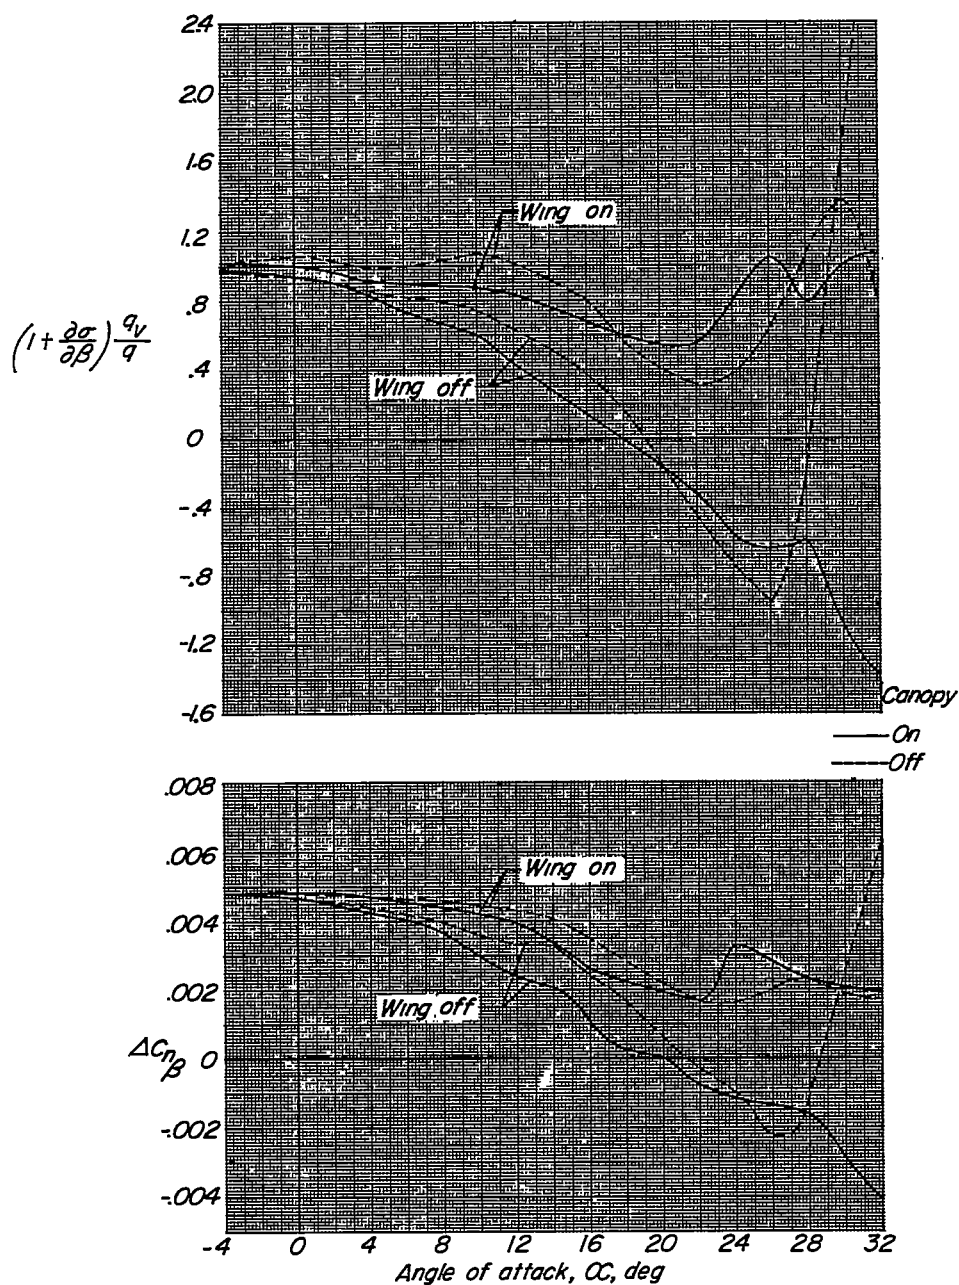 2.4
2.0
1.6
1.2
.8
.4
0
-.4
-.8
-1.2
-1.6
(1 + ∂σ/∂β) qᵥ/q
Wing on
Wing off
Canopy
On
Off
.008
.006
.004
.002
0
-.002
-.004
ΔCnβ
Wing on
Wing off
-4 0 4 8 12 16 20 24 28 32
Angle of attack, α, deg